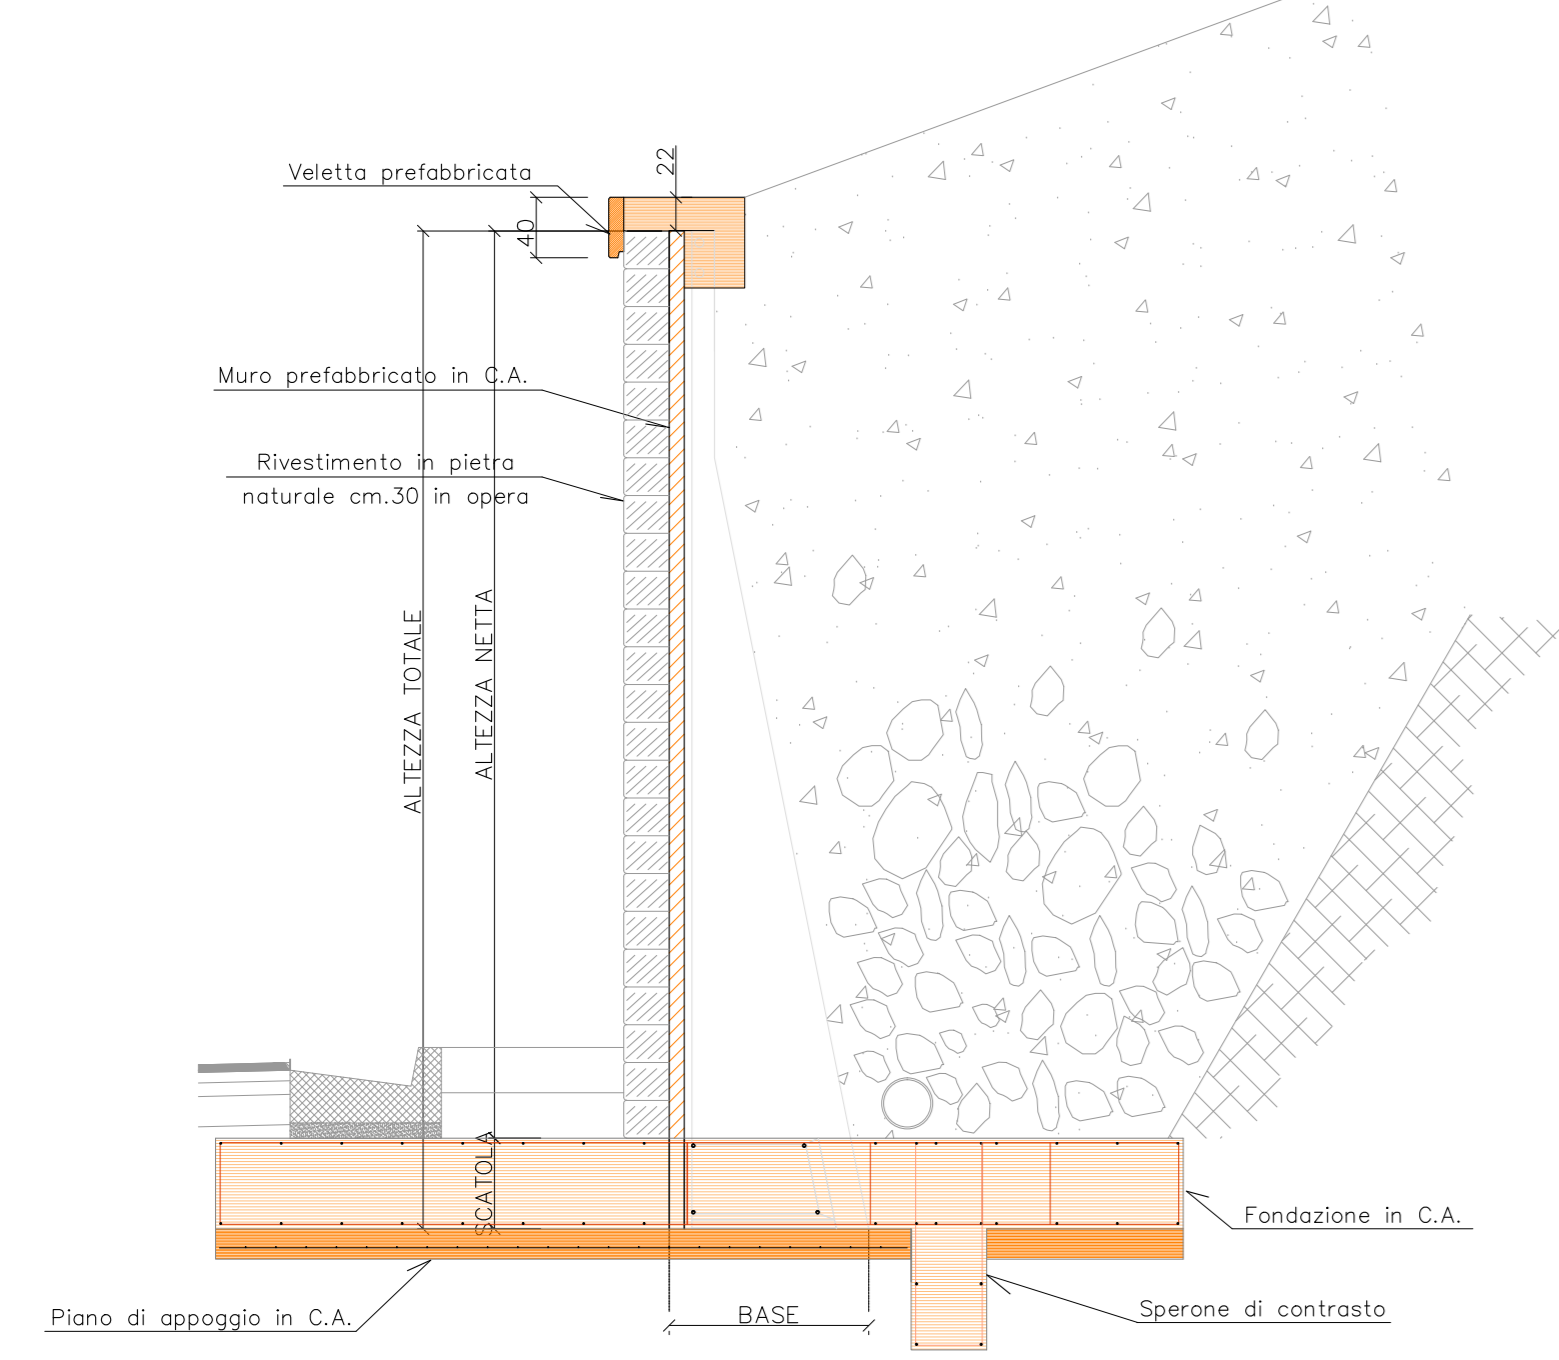 22
Veletta prefabbricata
40
Muro prefabbricato in C.A.
Rivestimento in pietra
naturale cm.30 in opera
ALTEZZA TOTALE
ALTEZZA NETTA
SCATOLA
Fondazione in C.A.
Piano di appoggio in C.A.
BASE
Sperone di contrasto